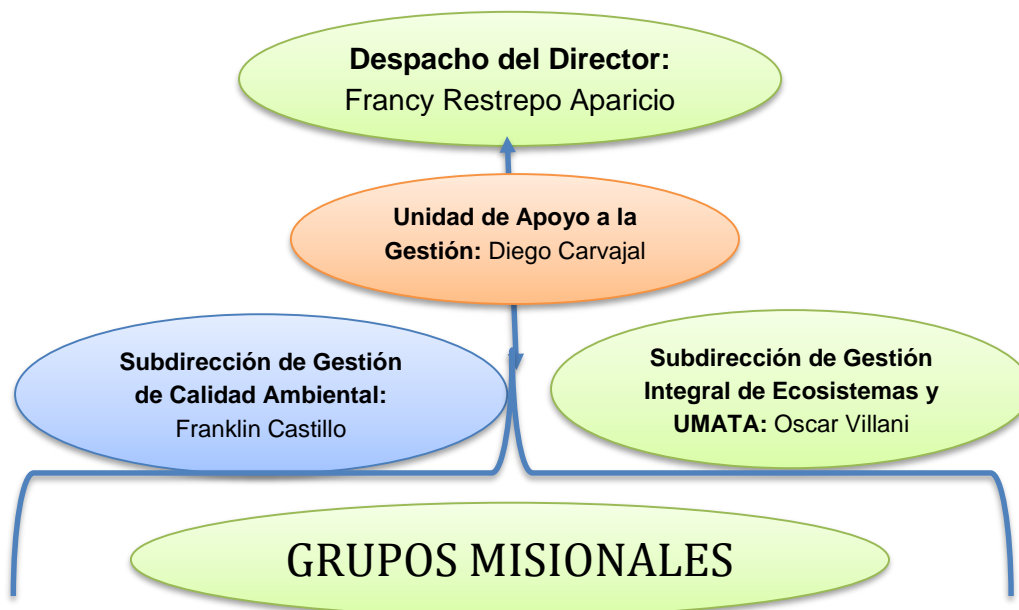 Despacho del Director:
Francy Restrepo Aparicio
Unidad de Apoyo a la
Gestión: Diego Carvajal
Subdirección de Gestión
de Calidad Ambiental:
Franklin Castillo
Subdirección de Gestión
Integral de Ecosistemas y
UMATA: Oscar Villani
GRUPOS MISIONALES